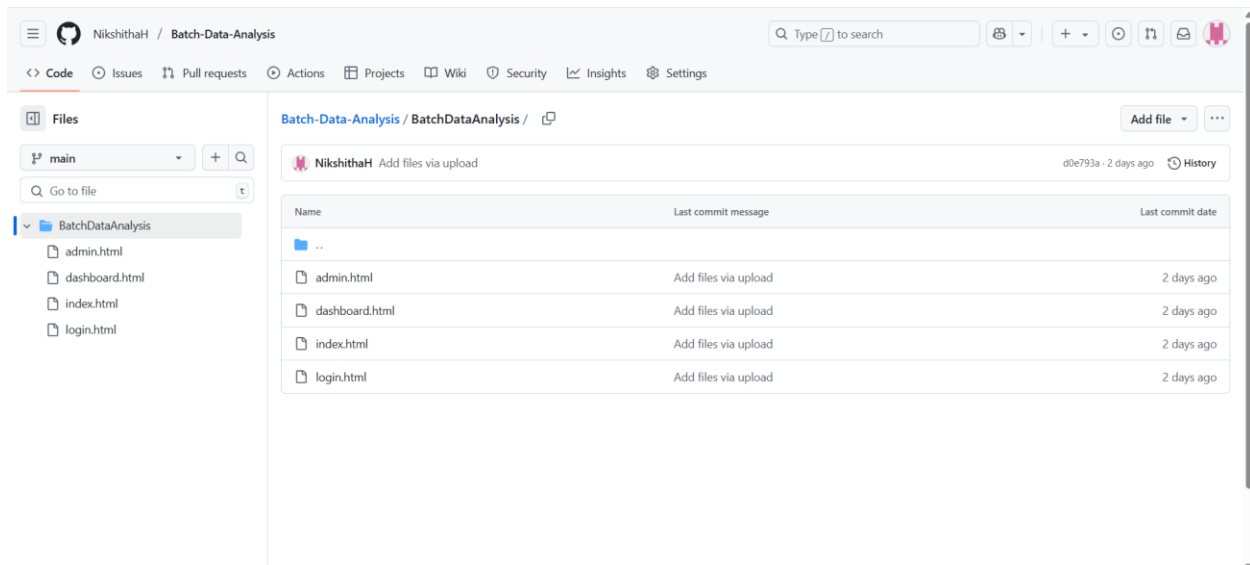 NikshithaH / Batch-Data-Analysis
Type / to search
Code Issues Pull requests Actions Projects Wiki Security Insights Settings
Files
main
Go to file t
BatchDataAnalysis
admin.html
dashboard.html
index.html
login.html
Batch-Data-Analysis / BatchDataAnalysis /
Add file
NikshithaH Add files via upload
d0e793a · 2 days ago History
Name Last commit message Last commit date
..
admin.html Add files via upload 2 days ago
dashboard.html Add files via upload 2 days ago
index.html Add files via upload 2 days ago
login.html Add files via upload 2 days ago